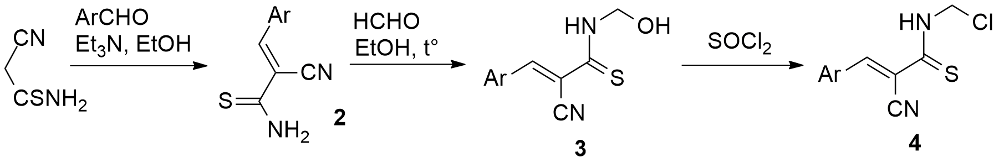 CN
CSNH2
ArCHO
Et3N, EtOH
Ar
CN
S
NH2
2
HCHO
EtOH, t°
HN
OH
Ar
S
CN
3
SOCl2
HN
Cl
Ar
S
CN
4